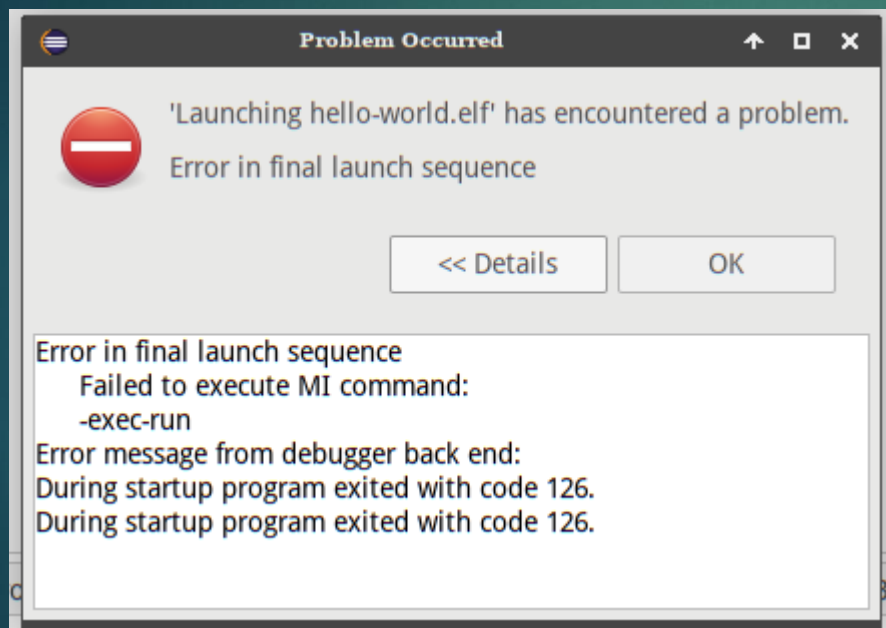 Problem Occurred
'Launching hello-world.elf' has encountered a problem.
Error in final launch sequence
<< Details
OK
Error in final launch sequence
Failed to execute MI command:
-exec-run
Error message from debugger back end:
During startup program exited with code 126.
During startup program exited with code 126.